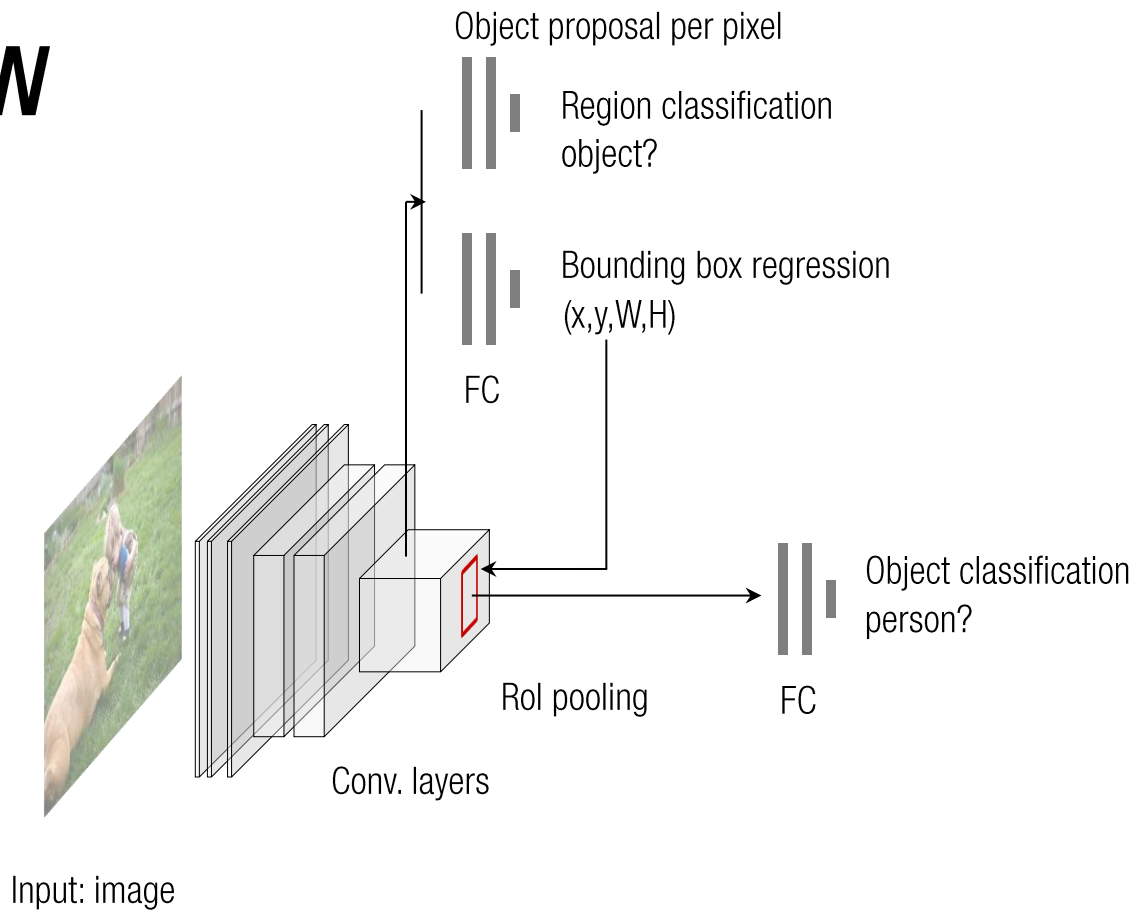 W
Object proposal per pixel
Region classification
object?
Bounding box regression
(x,y,W,H)
FC
Object classification
person?
FC
RoI pooling
Conv. layers
Input: image